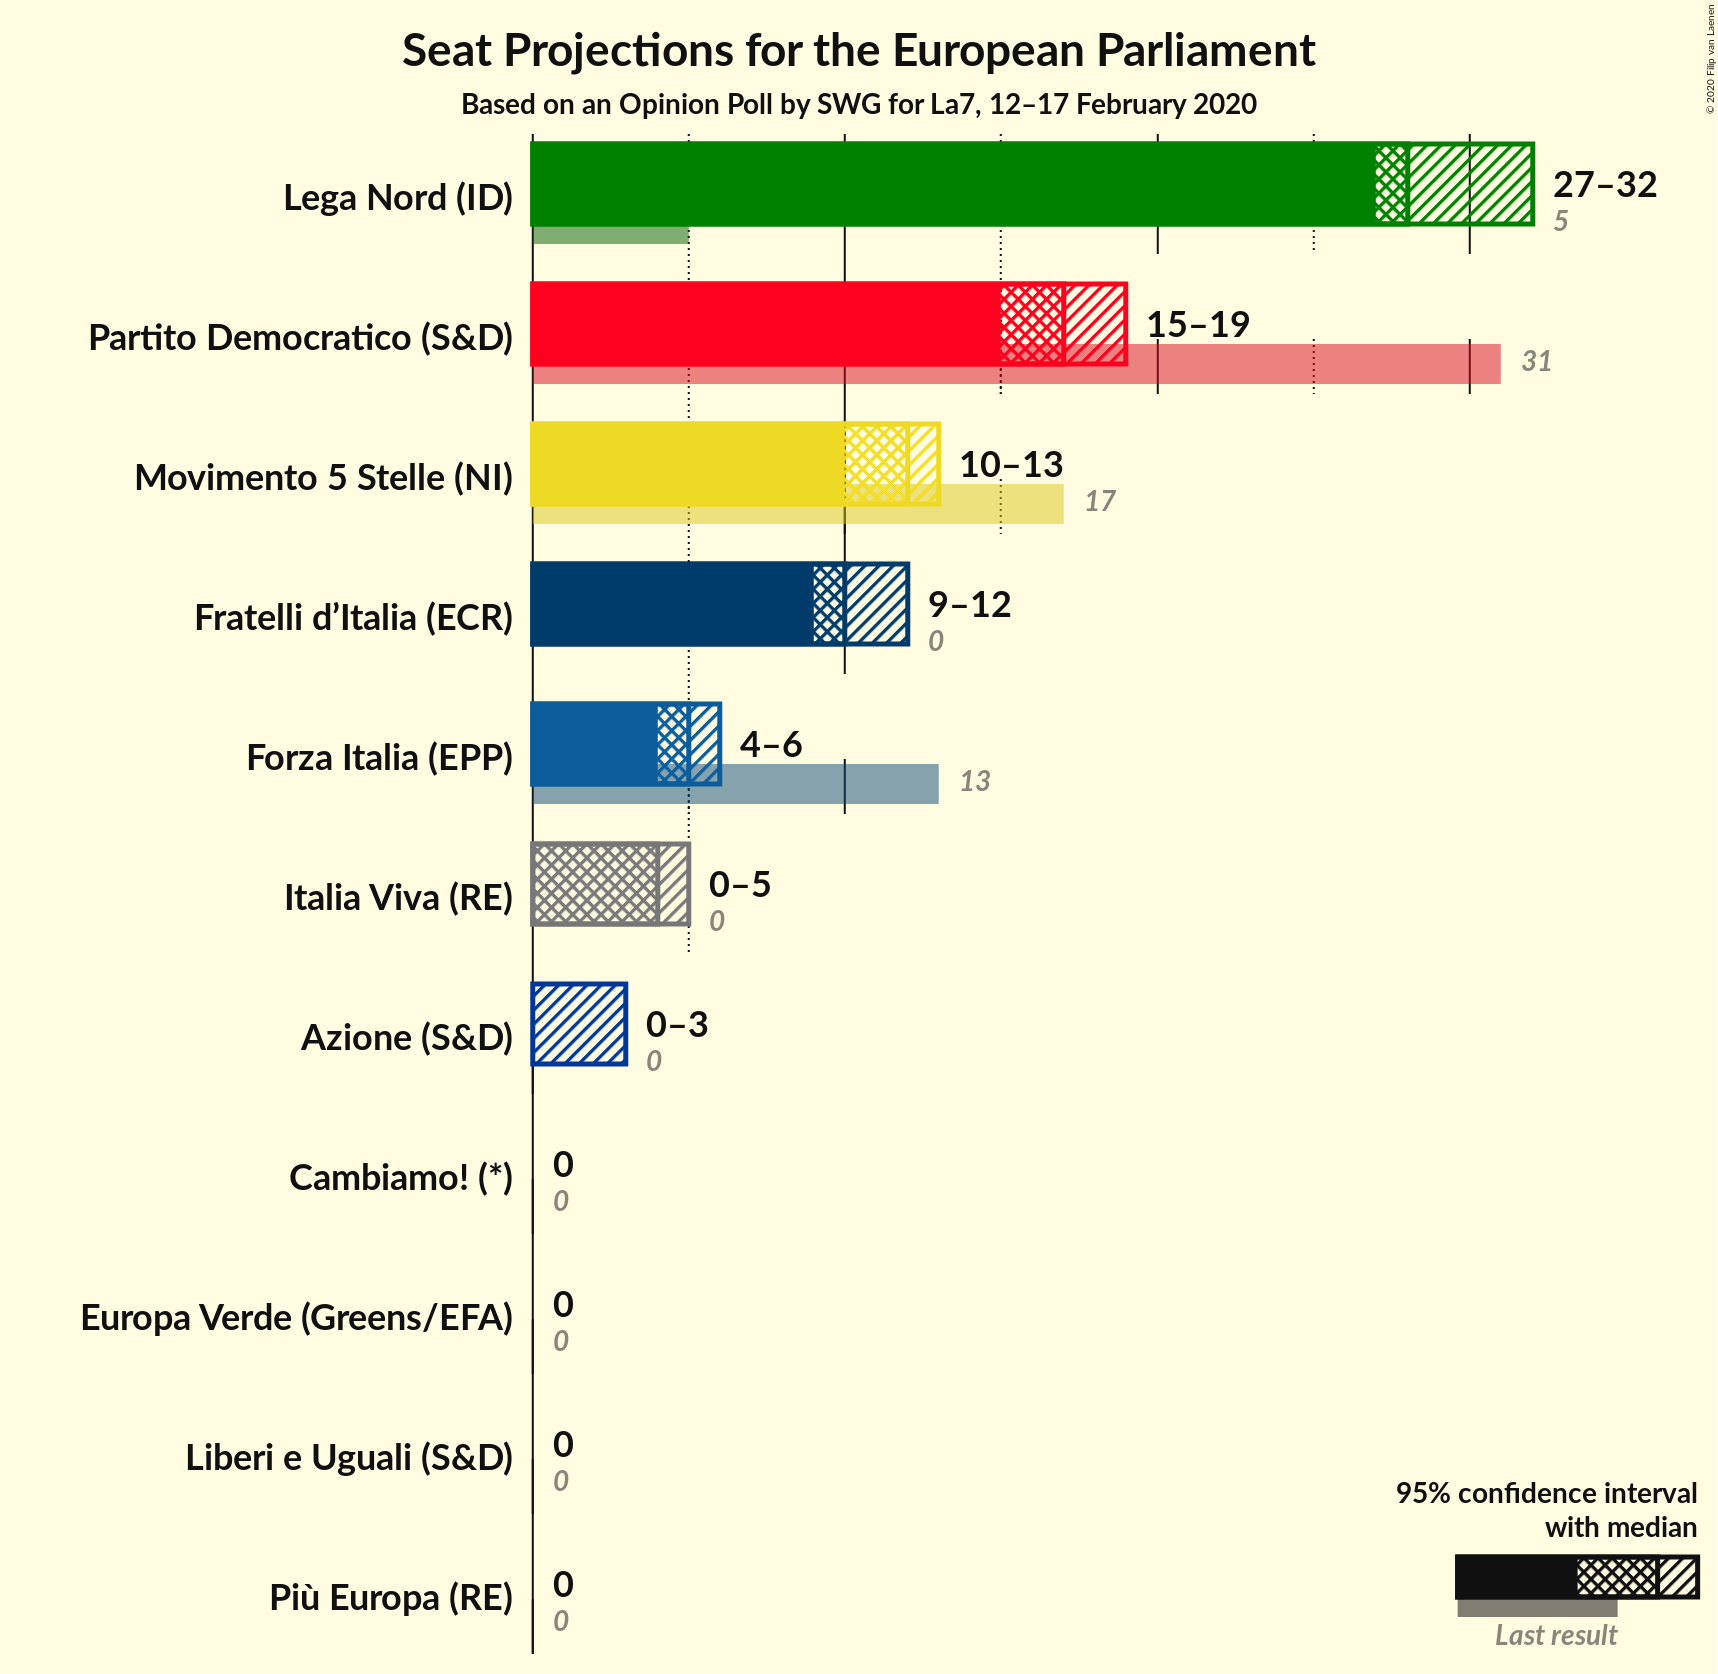 Seat Projections for the European Parliament
Based on an Opinion Poll by SWG for La7, 12–17 February 2020
© 2020 Filip van Laenen
Lega Nord (ID)
27–32
5
Partito Democratico (S&D)
15–19
31
Movimento 5 Stelle (NI)
10–13
17
Fratelli d’Italia (ECR)
9–12
0
Forza Italia (EPP)
4–6
13
Italia Viva (RE)
0–5
0
Azione (S&D)
0–3
0
Cambiamo! (*)
0
0
Europa Verde (Greens/EFA)
0
0
Liberi e Uguali (S&D)
0
0
Più Europa (RE)
0
0
95% confidence interval
with median
Last result